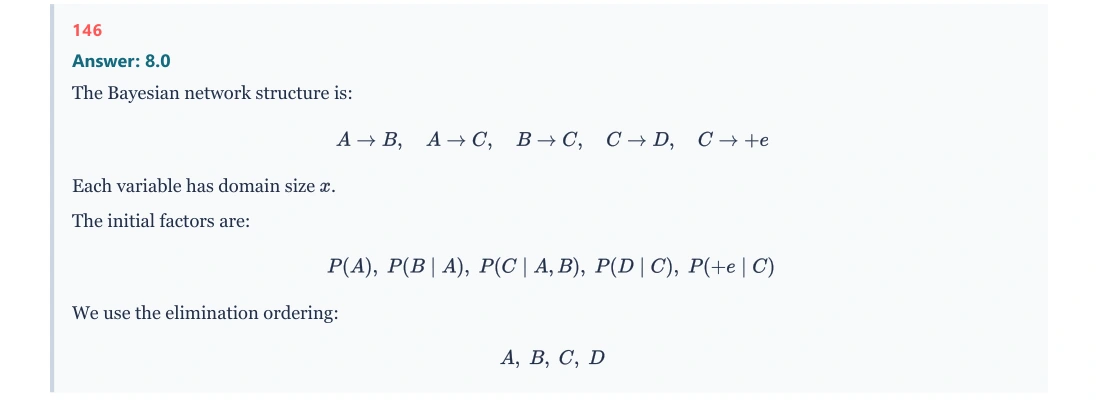 146
Answer: 8.0
The Bayesian network structure is:
A → B, A → C, B → C, C → D, C → +e
Each variable has domain size x.
The initial factors are:
P(A), P(B | A), P(C | A, B), P(D | C), P(+e | C)
We use the elimination ordering:
A, B, C, D